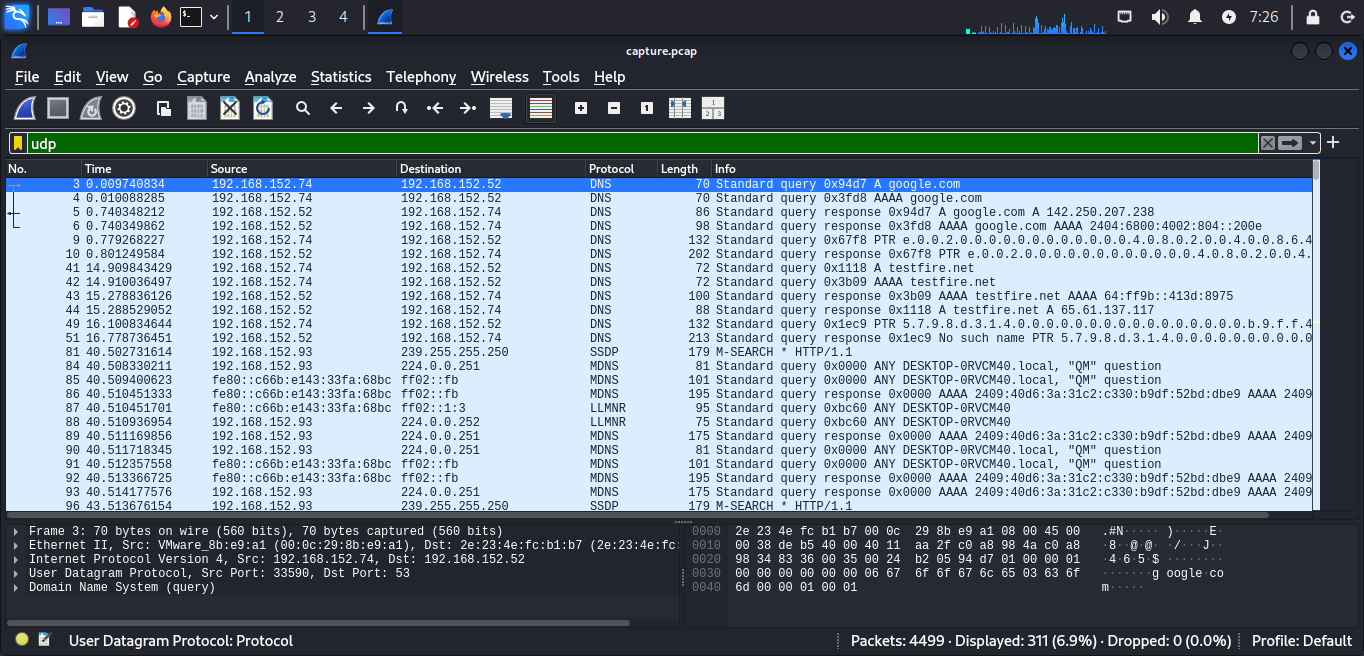 1 2 3 4 7:26
capture.pcap
File Edit View Go Capture Analyze Statistics Telephony Wireless Tools Help
udp
No. Time Source Destination Protocol Length Info
3 0.009740834 192.168.152.74 192.168.152.52 DNS 70 Standard query 0x94d7 A google.com
4 0.010088285 192.168.152.74 192.168.152.52 DNS 70 Standard query 0x3fd8 AAAA google.com
5 0.740348212 192.168.152.52 192.168.152.74 DNS 86 Standard query response 0x94d7 A google.com A 142.250.207.238
6 0.740349862 192.168.152.52 192.168.152.74 DNS 98 Standard query response 0x3fd8 AAAA google.com AAAA 2404:6800:4002:804::200e
9 0.779268227 192.168.152.74 192.168.152.52 DNS 132 Standard query 0x67f8 PTR e.0.0.2.0.0.0.0.0.0.0.0.0.0.0.0.4.0.8.0.2.0.0.4.0.0.8.6.4
10 0.801249584 192.168.152.52 192.168.152.74 DNS 202 Standard query response 0x67f8 PTR e.0.0.2.0.0.0.0.0.0.0.0.0.0.0.0.4.0.8.0.2.0.0.4.
41 14.909843429 192.168.152.74 192.168.152.52 DNS 72 Standard query 0x1118 A testfire.net
42 14.910036497 192.168.152.74 192.168.152.52 DNS 72 Standard query 0x3b09 AAAA testfire.net
43 15.278836126 192.168.152.52 192.168.152.74 DNS 100 Standard query response 0x3b09 AAAA testfire.net AAAA 64:ff9b::413d:8975
44 15.288529052 192.168.152.52 192.168.152.74 DNS 88 Standard query response 0x1118 A testfire.net A 65.61.137.117
49 16.100834644 192.168.152.74 192.168.152.52 DNS 132 Standard query 0x1ec9 PTR 5.7.9.8.d.3.1.4.0.0.0.0.0.0.0.0.0.0.0.0.0.0.0.0.b.9.f.f.4
51 16.778736451 192.168.152.52 192.168.152.74 DNS 213 Standard query response 0x1ec9 No such name PTR 5.7.9.8.d.3.1.4.0.0.0.0.0.0.0.0.0.0
81 40.502731614 192.168.152.93 239.255.255.250 SSDP 179 M-SEARCH * HTTP/1.1
84 40.508330211 192.168.152.93 224.0.0.251 MDNS 81 Standard query 0x0000 ANY DESKTOP-0RVCM40.local, "QM" question
85 40.509400623 fe80::c66b:e143:33fa:68bc ff02::fb MDNS 101 Standard query 0x0000 ANY DESKTOP-0RVCM40.local, "QM" question
86 40.510451333 fe80::c66b:e143:33fa:68bc ff02::fb MDNS 195 Standard query response 0x0000 AAAA 2409:40d6:3a:31c2:c330:b9df:52bd:dbe9 AAAA 2409
87 40.510451701 fe80::c66b:e143:33fa:68bc ff02::1:3 LLMNR 95 Standard query 0xbc60 ANY DESKTOP-0RVCM40
88 40.510936954 192.168.152.93 224.0.0.252 LLMNR 75 Standard query 0xbc60 ANY DESKTOP-0RVCM40
89 40.511169856 192.168.152.93 224.0.0.251 MDNS 175 Standard query response 0x0000 AAAA 2409:40d6:3a:31c2:c330:b9df:52bd:dbe9 AAAA 2409
90 40.511718345 192.168.152.93 224.0.0.251 MDNS 81 Standard query 0x0000 ANY DESKTOP-0RVCM40.local, "QM" question
91 40.512357558 fe80::c66b:e143:33fa:68bc ff02::fb MDNS 101 Standard query 0x0000 ANY DESKTOP-0RVCM40.local, "QM" question
92 40.513366725 fe80::c66b:e143:33fa:68bc ff02::fb MDNS 195 Standard query response 0x0000 AAAA 2409:40d6:3a:31c2:c330:b9df:52bd:dbe9 AAAA 2409
93 40.514177576 192.168.152.93 224.0.0.251 MDNS 175 Standard query response 0x0000 AAAA 2409:40d6:3a:31c2:c330:b9df:52bd:dbe9 AAAA 2409
96 43.513676154 192.168.152.93 239.255.255.250 SSDP 179 M-SEARCH * HTTP/1.1
Frame 3: 70 bytes on wire (560 bits), 70 bytes captured (560 bits)
Ethernet II, Src: VMware_8b:e9:a1 (00:0c:29:8b:e9:a1), Dst: 2e:23:4e:fc:b1:b7 (2e:23:4e:fc:
Internet Protocol Version 4, Src: 192.168.152.74, Dst: 192.168.152.52
User Datagram Protocol, Src Port: 33590, Dst Port: 53
Domain Name System (query)
0000 2e 23 4e fc b1 b7 00 0c 29 8b e9 a1 08 00 45 00 .#N····· )·····E·
0010 00 38 de b5 40 00 40 11 aa 2f c0 a8 98 4a c0 a8 ·8··@·@· ·/···J··
0020 98 34 83 36 00 35 00 24 b2 05 94 d7 01 00 00 01 ·4·6·5·$ ········
0030 00 00 00 00 00 00 06 67 6f 6f 67 6c 65 03 63 6f ·······g oogle·co
0040 6d 00 00 01 00 01 m·····
User Datagram Protocol: Protocol Packets: 4499 · Displayed: 311 (6.9%) · Dropped: 0 (0.0%) Profile: Default